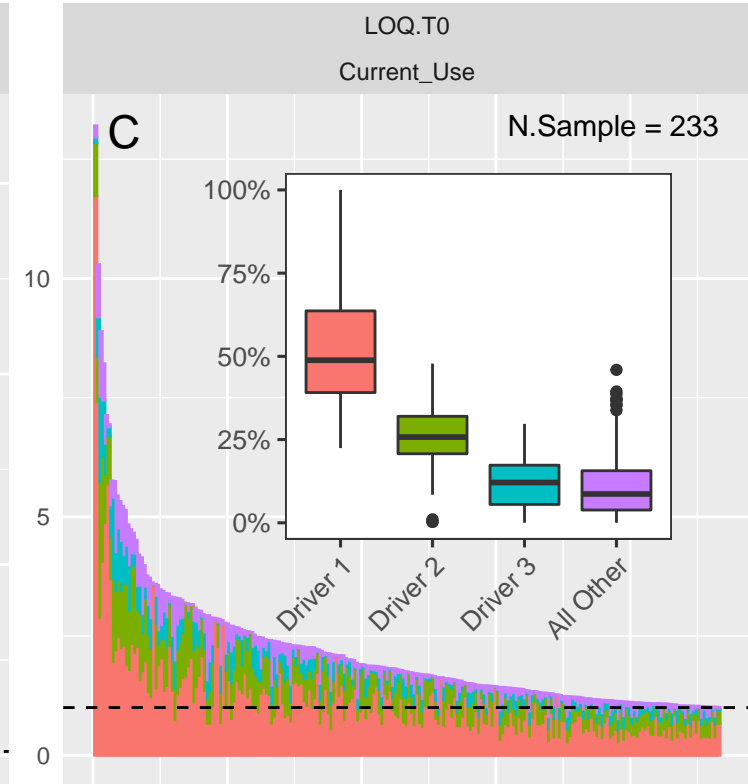 LOQ.T0
Current_Use
C
N.Sample = 233
100%
75%
50%
25%
0%
Driver 1
Driver 2
Driver 3
All Other
10
5
0